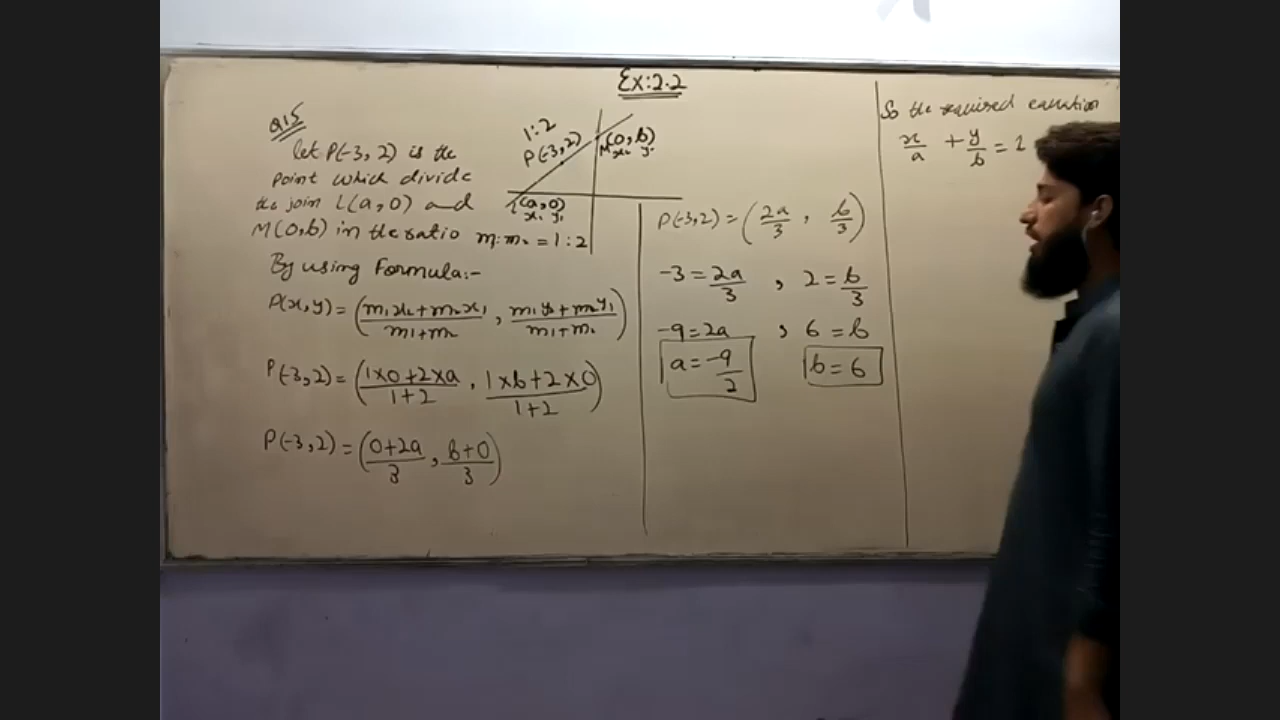 Ex:2.2
Q15
let P(-3, 2) is the
point which divide
the join L(a,0) and
M(0,b) in the ratio m₁:m₂ = 1:2
1:2
P(-3,2)
M(0,b)
x₂ y₂
L(a,0)
x₁ y₁
By using Formula:-
P(x,y) = (m₁x₂+m₂x₁/m₁+m₂, m₁y₂+m₂y₁/m₁+m₂)
P(-3,2) = (1×0+2×a/1+2, 1×b+2×0/1+2)
P(-3,2) = (0+2a/3, b+0/3)
P(-3,2) = (2a/3, b/3)
-3 = 2a/3 , 2 = b/3
-9 = 2a , 6 = b
a = -9/2 b = 6
So the required equation
x/a + y/b = 1